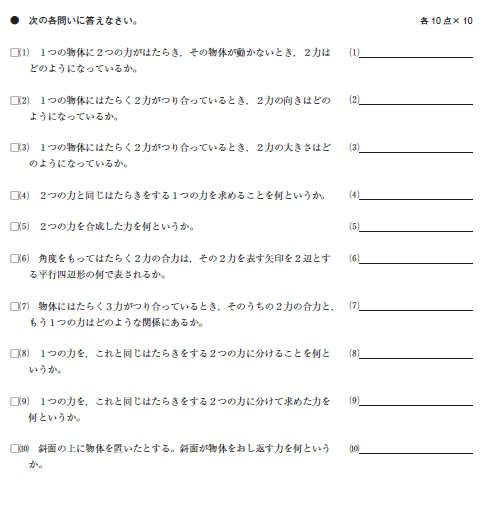 ● 次の各問いに答えなさい。 各10点×10
□⑴ 1つの物体に2つの力がはたらき，その物体が動かないとき，2力は ⑴
どのようになっているか。
□⑵ 1つの物体にはたらく2力がつり合っているとき，2力の向きはどの ⑵
ようになっているか。
□⑶ 1つの物体にはたらく2力がつり合っているとき，2力の大きさはど ⑶
のようになっているか。
□⑷ 2つの力と同じはたらきをする1つの力を求めることを何というか。 ⑷
□⑸ 2つの力を合成した力を何というか。 ⑸
□⑹ 角度をもってはたらく2力の合力は，その2力を表す矢印を2辺とす ⑹
る平行四辺形の何で表されるか。
□⑺ 物体にはたらく3力がつり合っているとき，そのうちの2力の合力と， ⑺
もう1つの力はどのような関係にあるか。
□⑻ 1つの力を，これと同じはたらきをする2つの力に分けることを何と ⑻
いうか。
□⑼ 1つの力を，これと同じはたらきをする2つの力に分けて求めた力を ⑼
何というか。
□⑽ 斜面の上に物体を置いたとする。斜面が物体をおし返す力を何という ⑽
か。